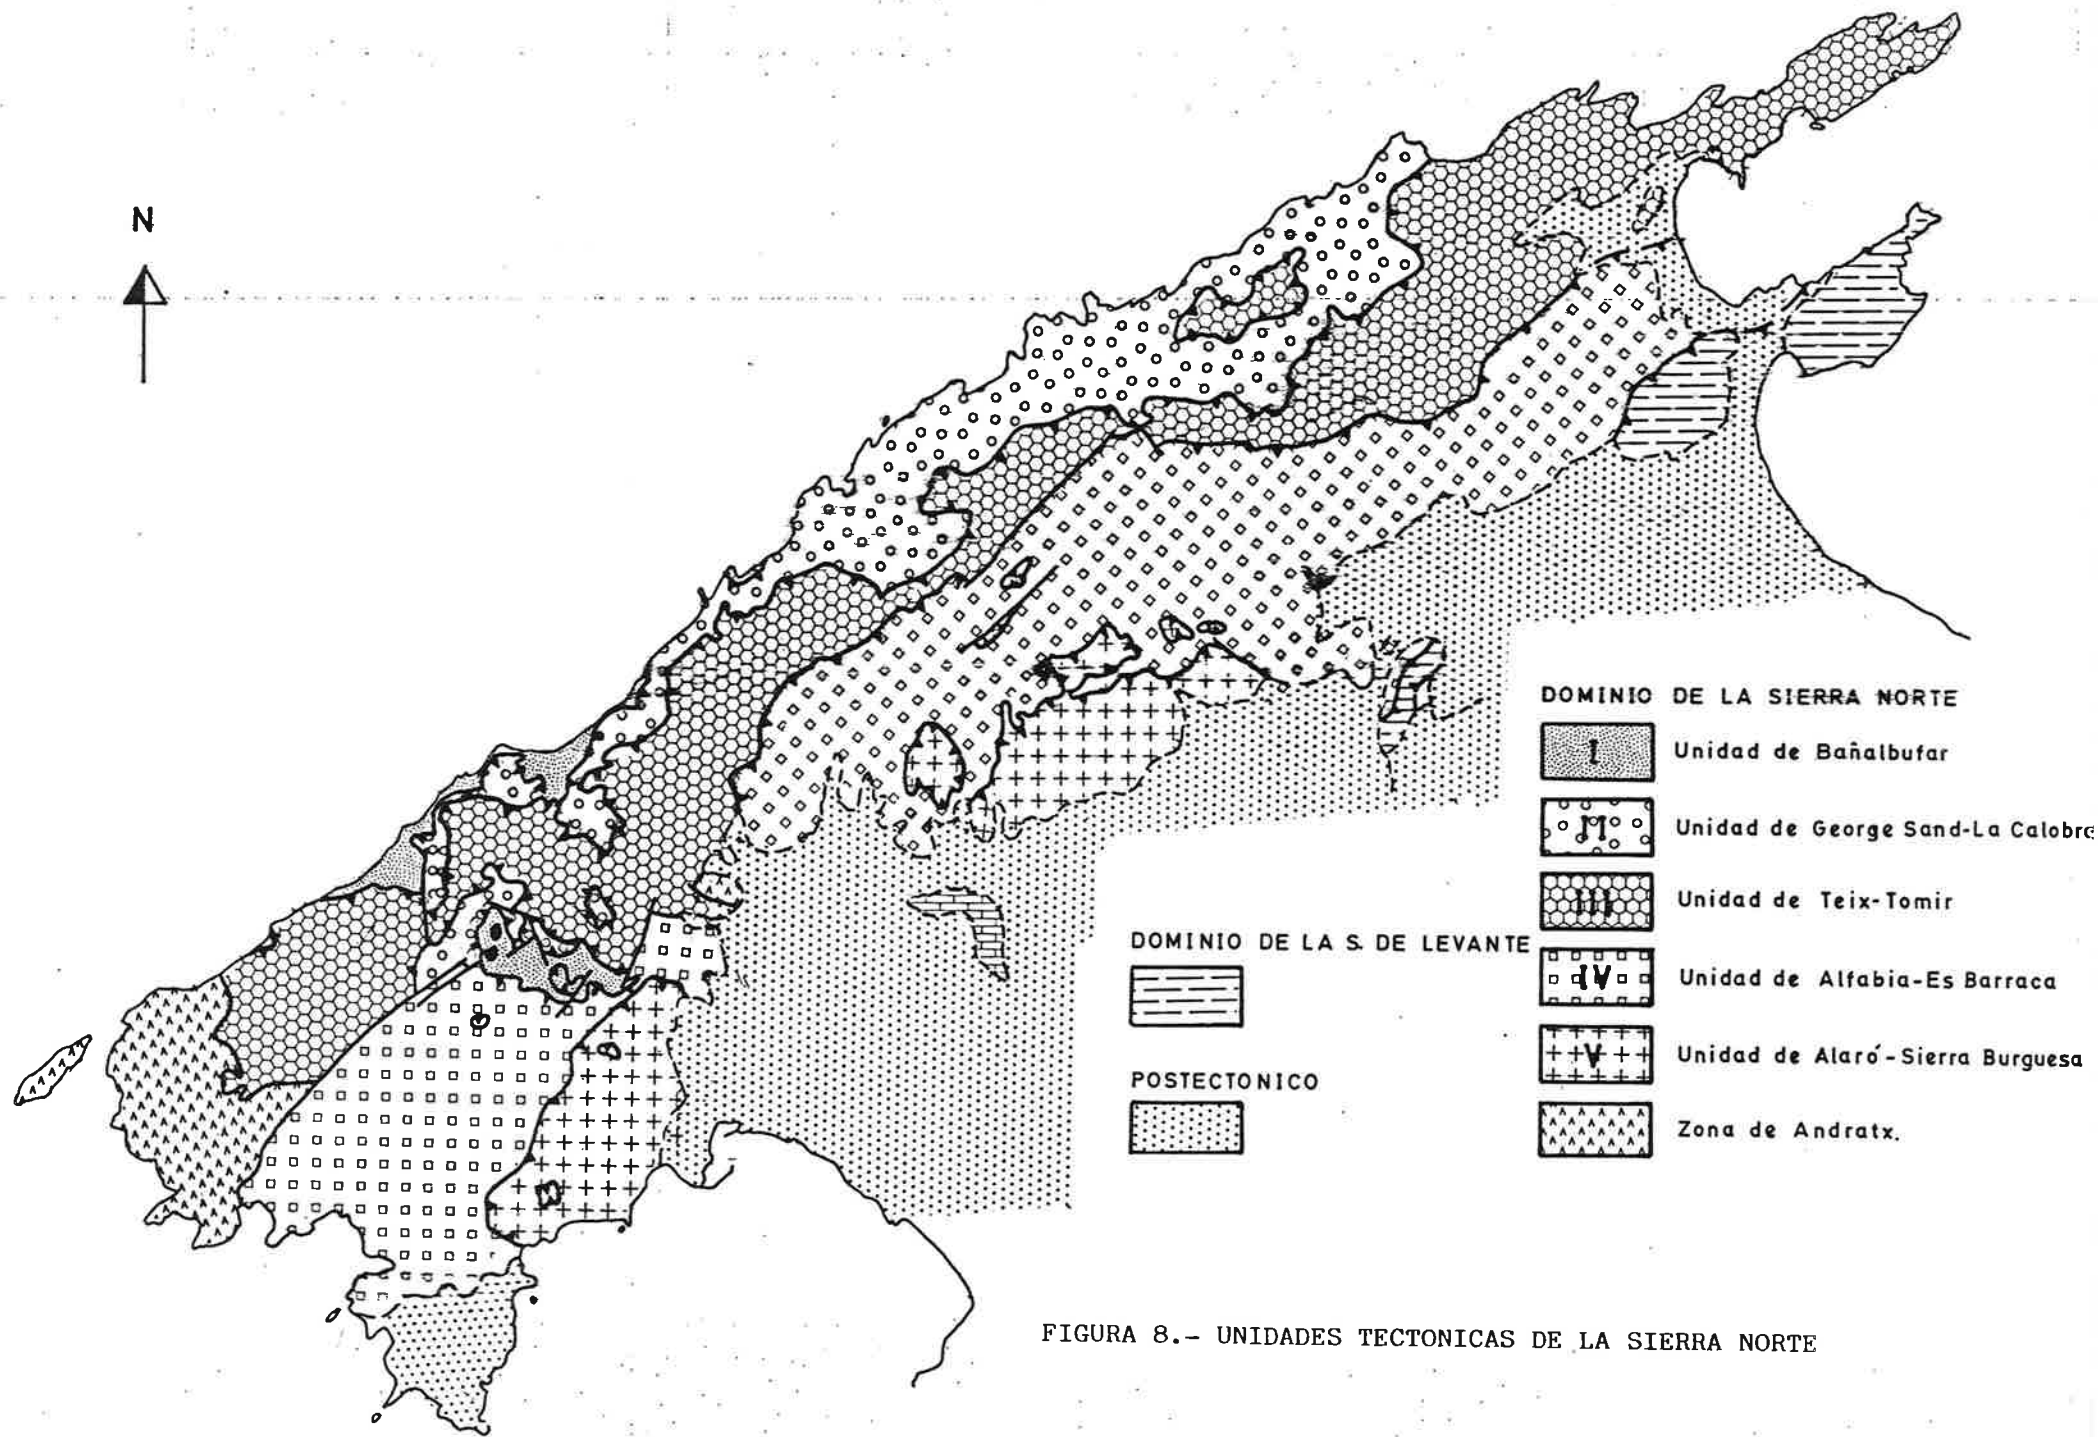 N
DOMINIO DE LA SIERRA NORTE
I Unidad de Bañalbufar
II Unidad de George Sand-La Calobra
III Unidad de Teix-Tomir
IV Unidad de Alfabia-Es Barraca
V Unidad de Alaró-Sierra Burguesa
Zona de Andratx.
DOMINIO DE LA S. DE LEVANTE
POSTECTONICO
FIGURA 8.- UNIDADES TECTONICAS DE LA SIERRA NORTE